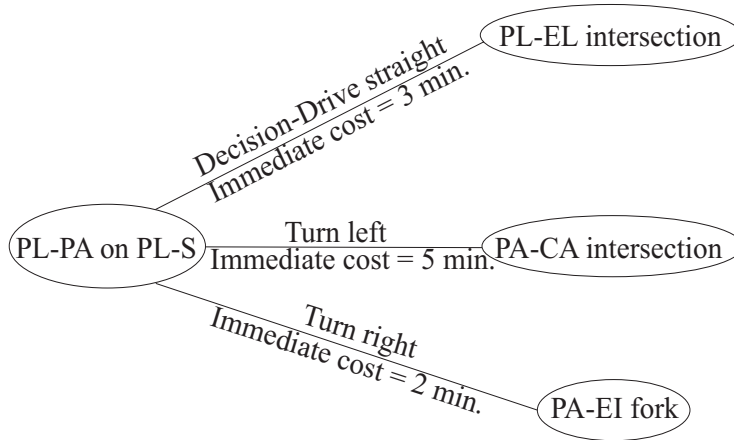 PL-EL intersection
Decision-Drive straight
Immediate cost = 3 min.
PL-PA on PL-S
Turn left
Immediate cost = 5 min.
PA-CA intersection
Turn right
Immediate cost = 2 min.
PA-EI fork